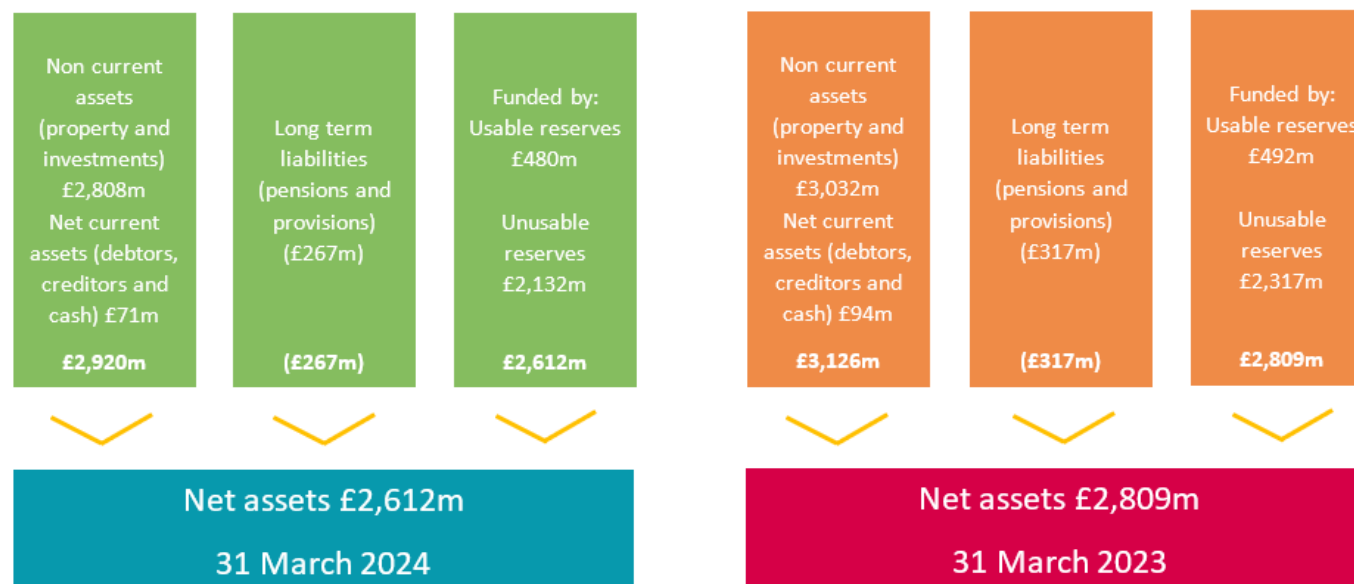 Non current
assets
(property and
investments)
£2,808m
Net current
assets (debtors,
creditors and
cash) £71m
£2,920m
Long term
liabilities
(pensions and
provisions)
(£267m)
(£267m)
Funded by:
Usable reserves
£480m
Unusable
reserves
£2,132m
£2,612m
Net assets £2,612m
31 March 2024
Non current
assets
(property and
investments)
£3,032m
Net current
assets (debtors,
creditors and
cash) £94m
£3,126m
Long term
liabilities
(pensions and
provisions)
(£317m)
(£317m)
Funded by:
Usable reserves
£492m
Unusable
reserves
£2,317m
£2,809m
Net assets £2,809m
31 March 2023